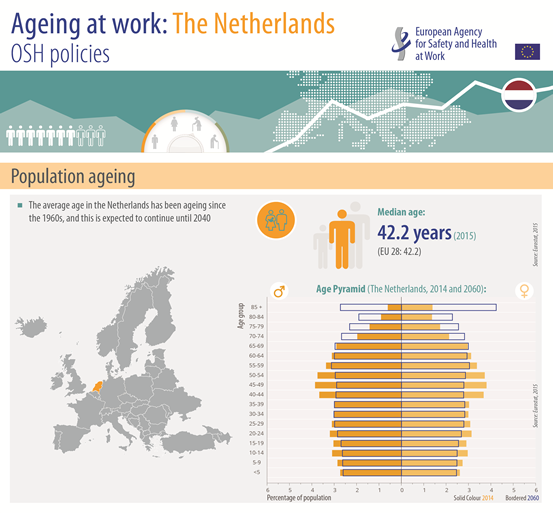 Ageing at work: The Netherlands
OSH policies
European Agency
for Safety and Health
at Work
Population ageing
The average age in the Netherlands has been ageing since
the 1960s, and this is expected to continue until 2040
Median age:
42.2 years (2015)
(EU 28: 42.2)
Source: Eurostat, 2015
Age Pyramid (The Netherlands, 2014 and 2060):
Age group
85 +
80-84
75-79
70-74
65-69
60-64
55-59
50-54
45-49
40-44
35-39
30-34
25-29
20-24
15-19
10-14
5-9
<5
Source: Eurostat, 2015
6 5 4 3 2 1 0 1 2 3 4 5 6
Percentage of population
Solid Colour 2014
Bordered 2060